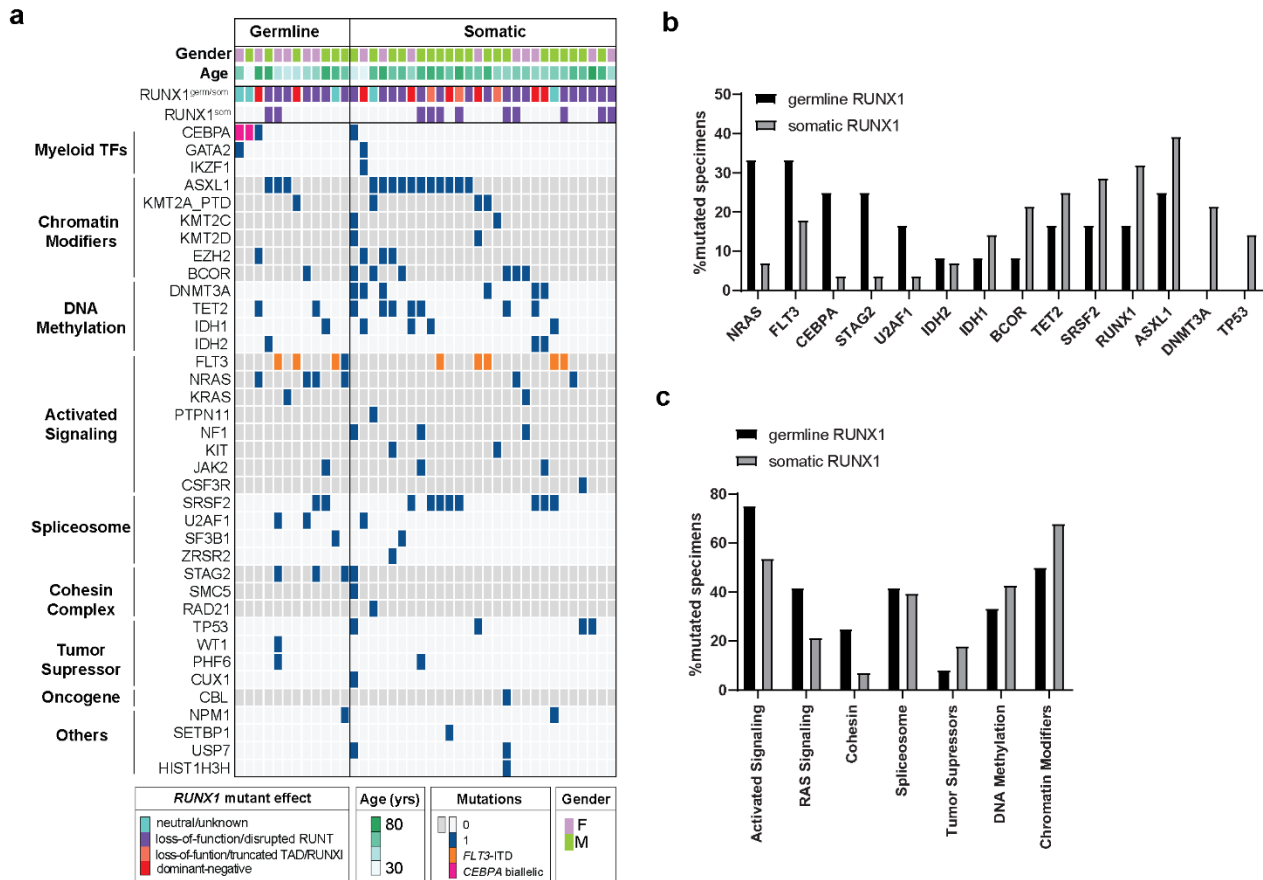 a
Germline
Somatic
Gender
Age
RUNX1germ/som
RUNX1som
Myeloid TFs
CEBPA
GATA2
IKZF1
Chromatin
Modifiers
ASXL1
KMT2A_PTD
KMT2C
KMT2D
EZH2
BCOR
DNA
Methylation
DNMT3A
TET2
IDH1
IDH2
Activated
Signaling
FLT3
NRAS
KRAS
PTPN11
NF1
KIT
JAK2
CSF3R
Spliceosome
SRSF2
U2AF1
SF3B1
ZRSR2
Cohesin
Complex
STAG2
SMC5
RAD21
Tumor
Supressor
TP53
WT1
PHF6
CUX1
Oncogene
CBL
Others
NPM1
SETBP1
USP7
HIST1H3H
RUNX1 mutant effect
neutral/unknown
loss-of-function/disrupted RUNT
loss-of-funtion/truncated TAD/RUNXI
dominant-negative
Age (yrs)
80
30
Mutations
0
1
FLT3-ITD
CEBPA biallelic
Gender
F
M
b
germline RUNX1
somatic RUNX1
%mutated specimens
50
40
30
20
10
0
NRAS
FLT3
CEBPA
STAG2
U2AF1
IDH2
IDH1
BCOR
TET2
SRSF2
RUNX1
ASXL1
DNMT3A
TP53
c
germline RUNX1
somatic RUNX1
%mutated specimens
80
60
40
20
0
Activated Signaling
RAS Signaling
Cohesin
Spliceosome
Tumor Supressors
DNA Methylation
Chromatin Modifiers